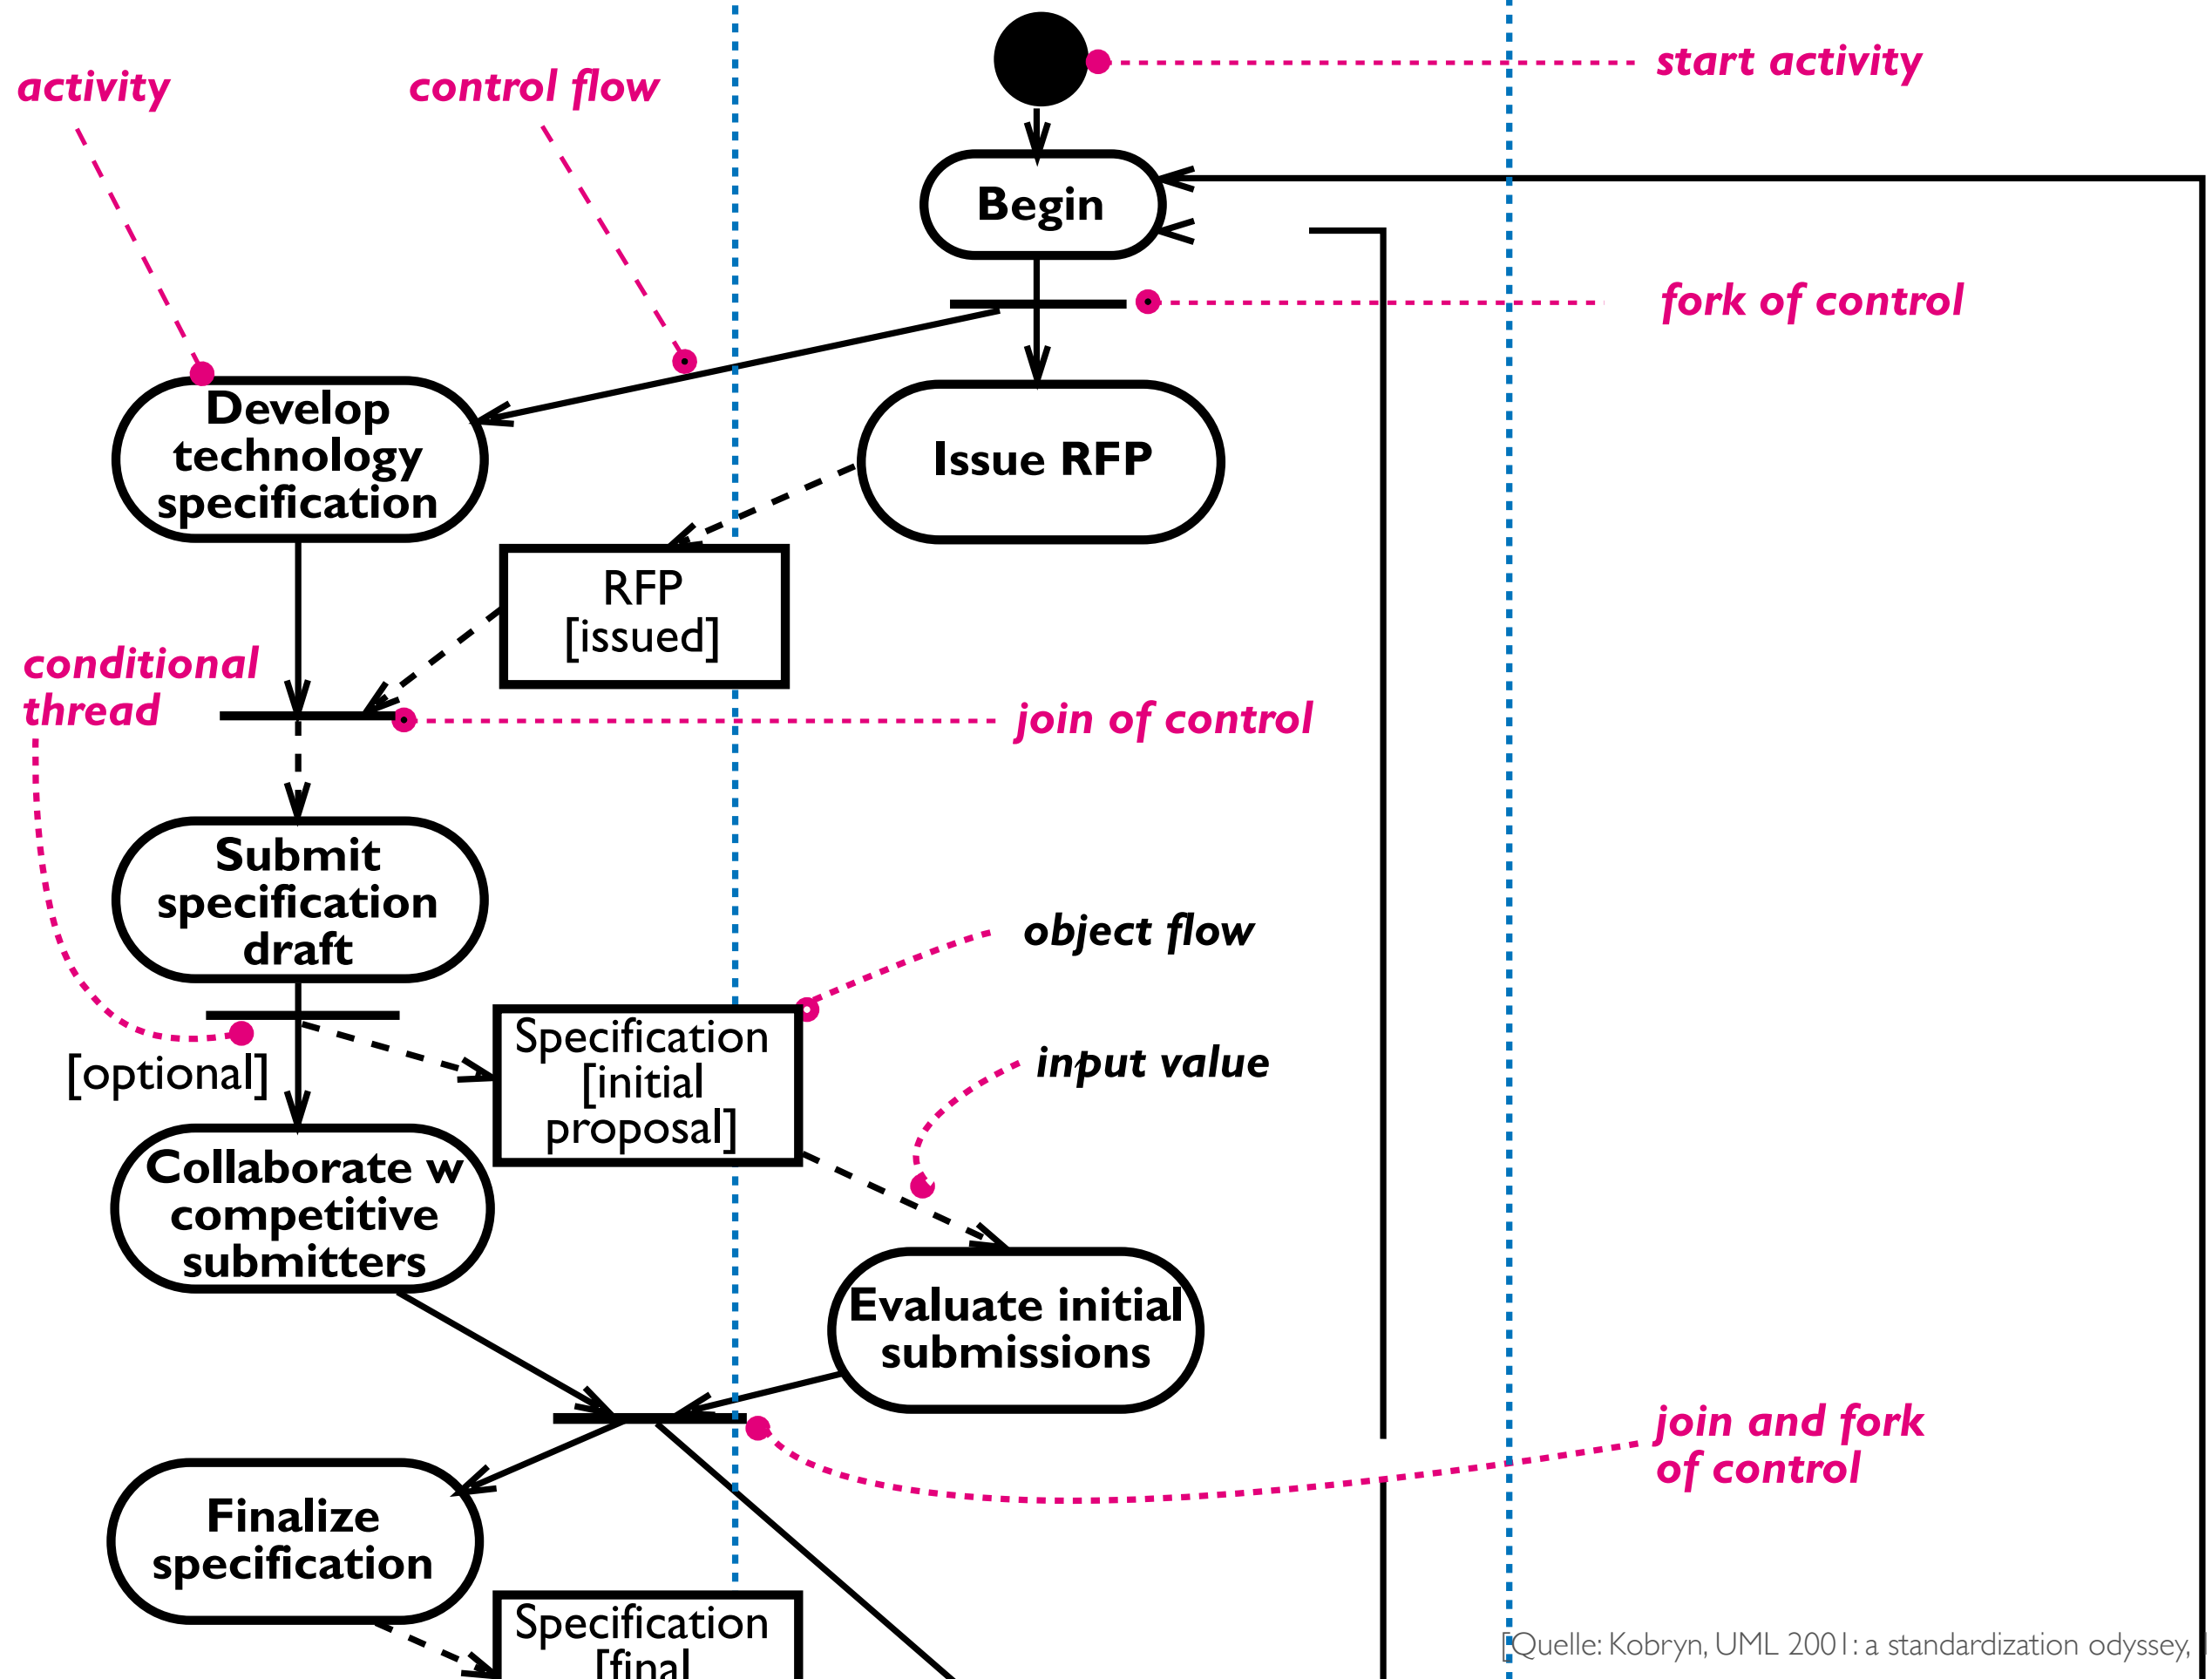 start activity
activity
control flow
Begin
fork of control
Develop
technology
specification
Issue RFP
RFP
[issued]
conditional
thread
join of control
Submit
specification
draft
object flow
Specification
[initial
proposal]
input value
[optional]
Collaborate w
competitive
submitters
Evaluate initial
submissions
join and fork
of control
Finalize
specification
Specification
[final
[Quelle: Kobryn, UML 2001: a standardization odyssey,